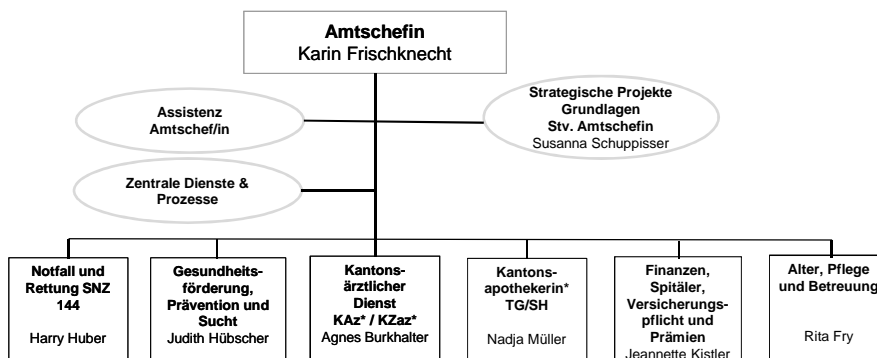 Amtschefin
Karin Frischknecht
Assistenz
Amtschef/in
Strategische Projekte
Grundlagen
Stv. Amtschefin
Susanna Schuppisser
Zentrale Dienste &
Prozesse
Notfall und
Rettung SNZ
144
Harry Huber
Gesundheits-
förderung,
Prävention und
Sucht
Judith Hübscher
Kantons-
ärztlicher
Dienst
KAz* / KZaz*
Agnes Burkhalter
Kantons-
apothekerin*
TG/SH
Nadja Müller
Finanzen,
Spitäler,
Versicherungs-
pflicht und
Prämien
Jeannette Kistler
Alter, Pflege
und Betreuung
Rita Fry